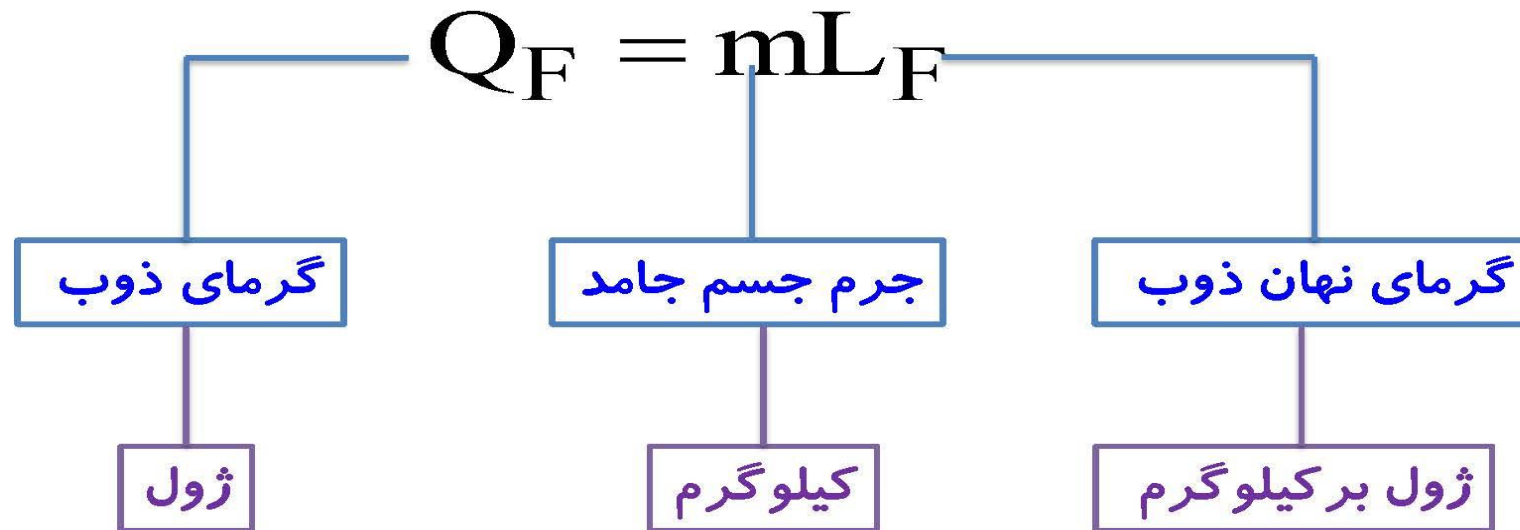 Q_F = mL_F
گرمای نهان ذوب
جرم جسم جامد
گرمای ذوب
ژول بر کیلوگرم
کیلوگرم
ژول